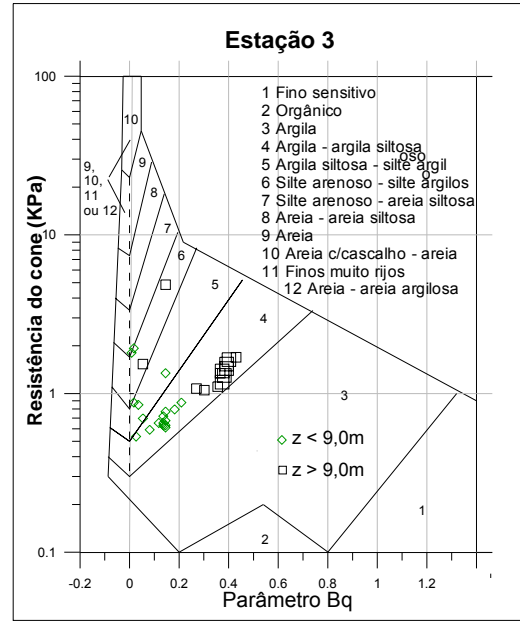 Estação 3
100
10
1
0.1
Resistência do cone (KPa)
1 Fino sensitivo
2 Orgânico
3 Argila
4 Argila - argila siltosa
5 Argila siltosa - silte argil
oso
6 Silte arenoso - silte argilos
o
7 Silte arenoso - areia siltosa
8 Areia - areia siltosa
9 Areia
10 Areia c/cascalho - areia
11 Finos muito rijos
12 Areia - areia argilosa
10
9,
10,
11
ou 12
9
8
7
6
5
4
3
1
2
z < 9,0m
z > 9,0m
-0.2
0
0.2
0.4
0.6
0.8
1
1.2
Parâmetro Bq